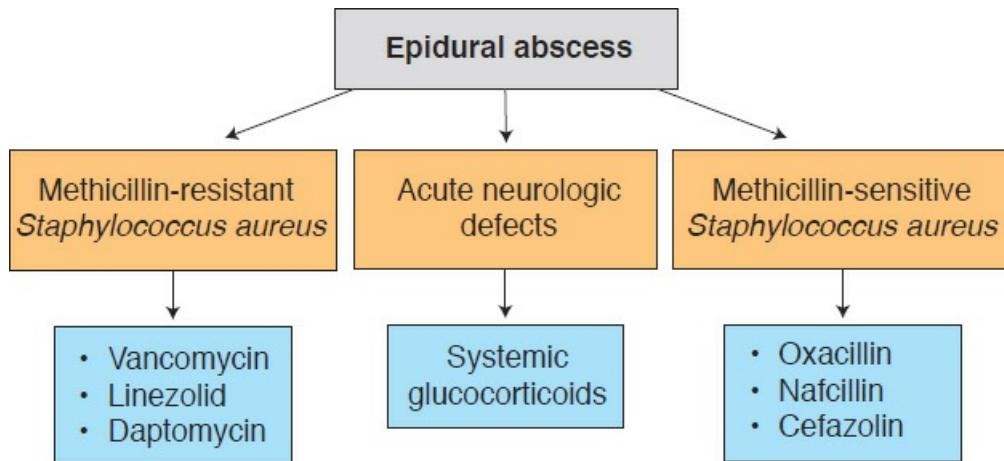 Epidural abscess
Methicillin-resistant
Staphylococcus aureus
Acute neurologic
defects
Methicillin-sensitive
Staphylococcus aureus
• Vancomycin
• Linezolid
• Daptomycin
Systemic
glucocorticoids
• Oxacillin
• Nafcillin
• Cefazolin